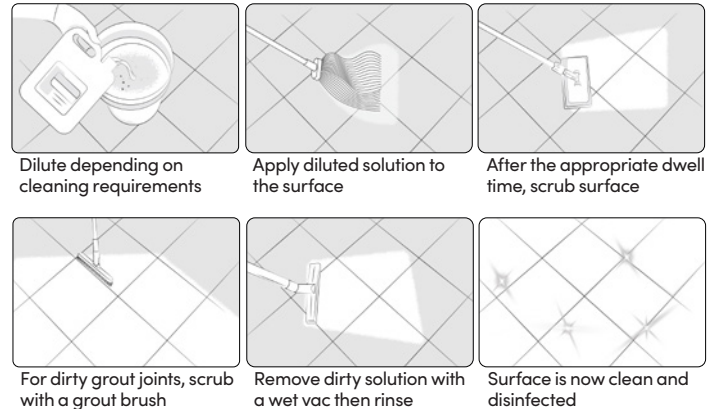 Dilute depending on
cleaning requirements
Apply diluted solution to
the surface
After the appropriate dwell
time, scrub surface
For dirty grout joints, scrub
with a grout brush
Remove dirty solution with
a wet vac then rinse
Surface is now clean and
disinfected